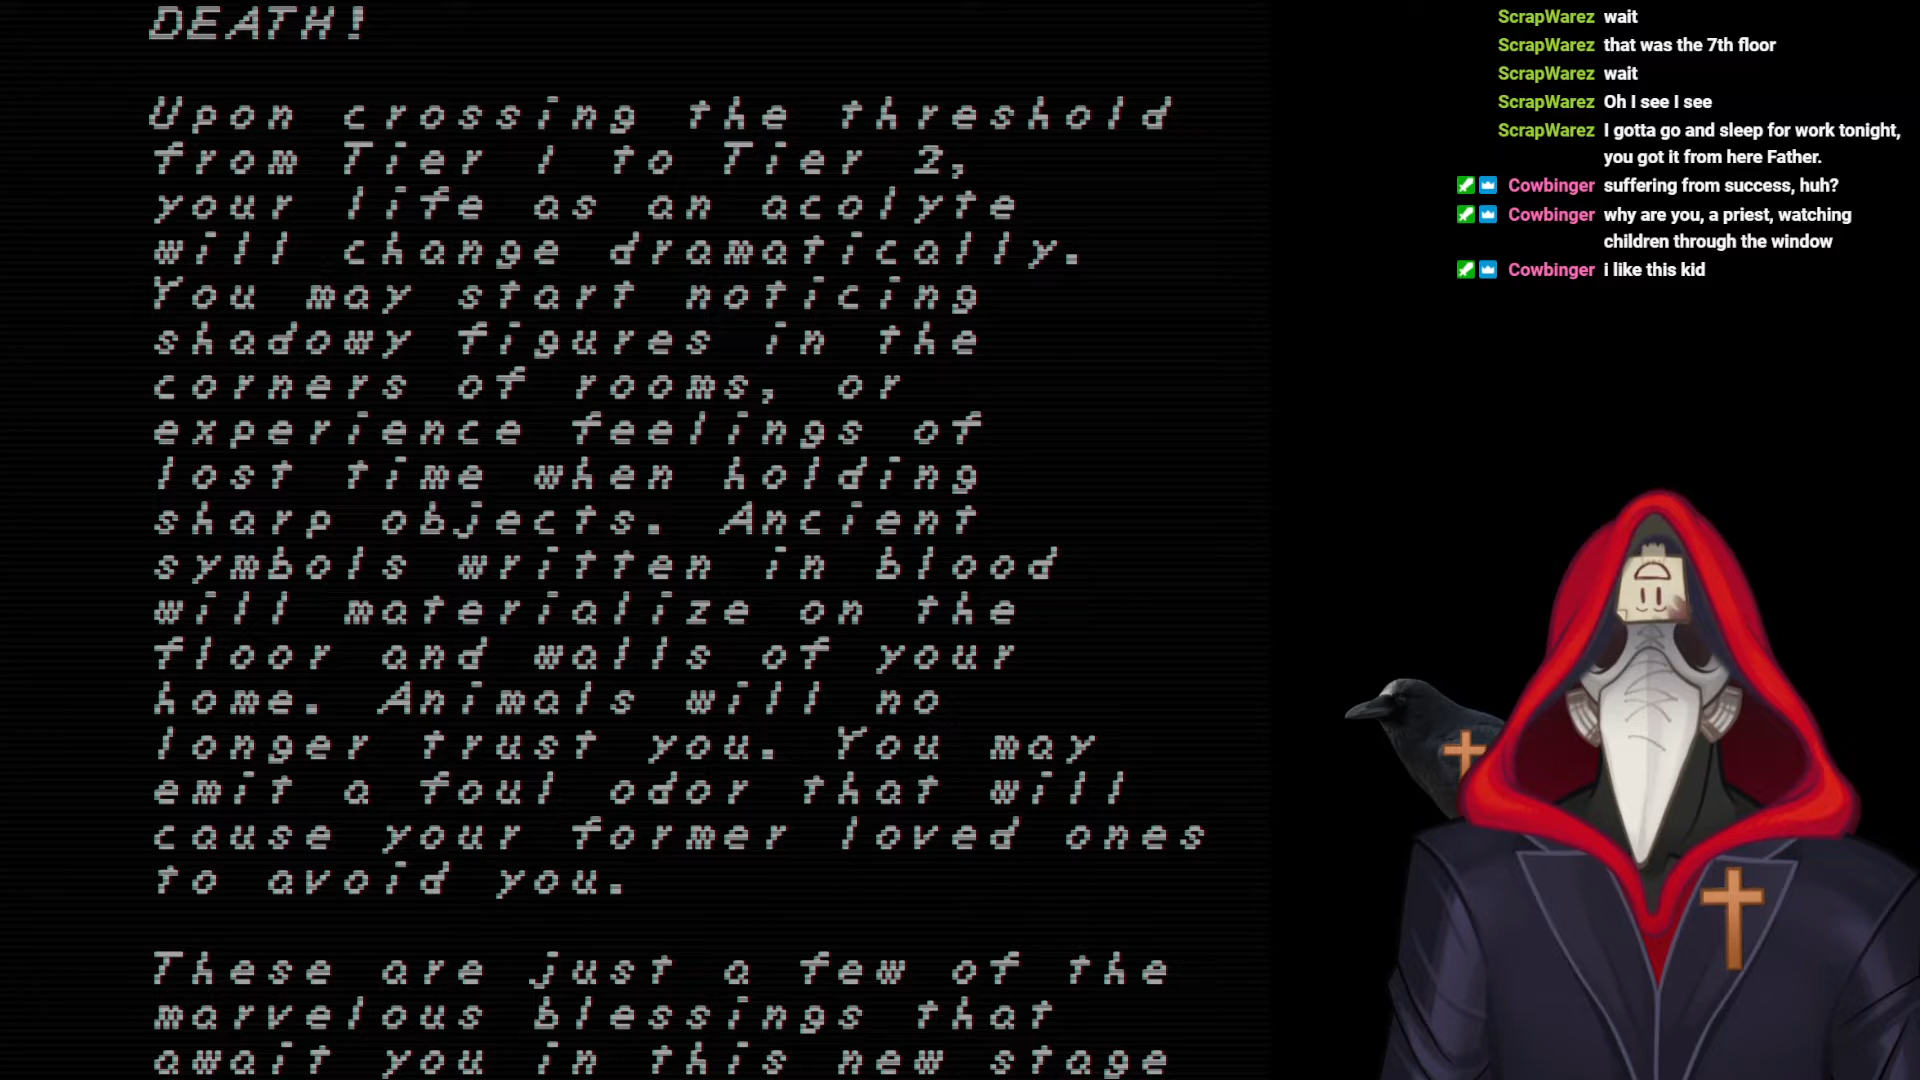 DEATH!
Upon crossing the threshold
from Tier 1 to Tier 2,
your life as an acolyte
will change dramatically.
You may start noticing
shadowy figures in the
corners of rooms, or
experience feelings of
lost time when holding
sharp objects. Ancient
symbols written in blood
will materialize on the
floor and walls of your
home. Animals will no
longer trust you. You may
emit a foul odor that will
cause your former loved ones
to avoid you.
These are just a few of the
marvelous blessings that
await you in this new stage
ScrapWarez wait
ScrapWarez that was the 7th floor
ScrapWarez wait
ScrapWarez Oh I see I see
ScrapWarez I gotta go and sleep for work tonight,
you got it from here Father.
Cowbinger suffering from success, huh?
Cowbinger why are you, a priest, watching
children through the window
Cowbinger i like this kid